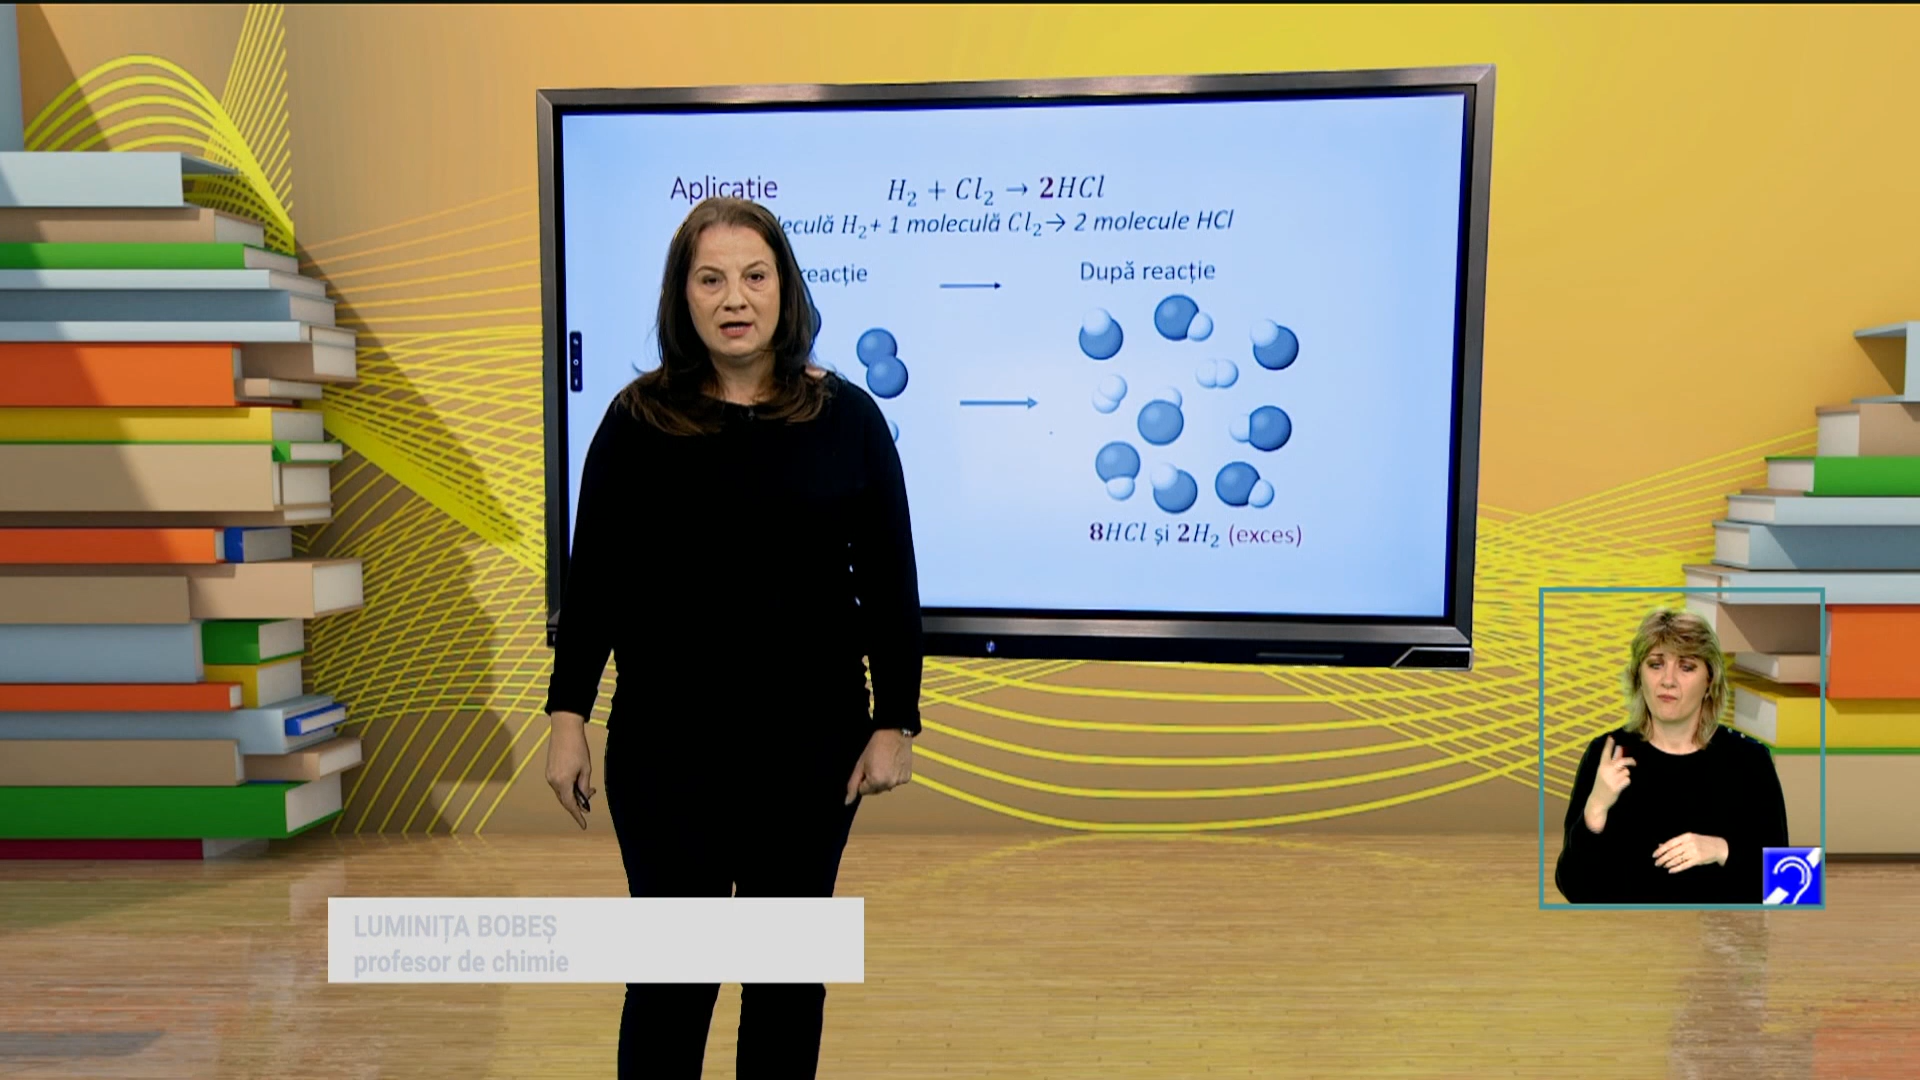 Aplicație
H₂ + Cl₂ → 2HCl
eculă H₂+ 1 moleculă Cl₂→ 2 molecule HCl
reacție
După reacție
8HCl și 2H₂ (exces)
LUMINIȚA BOBEȘ
profesor de chimie